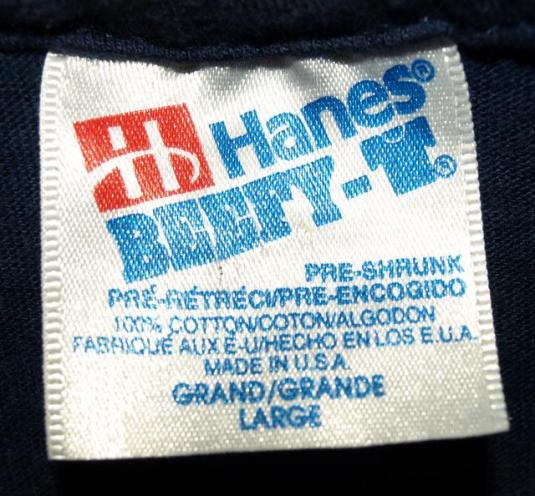 Hanes®
BEEFY-T®
PRE-SHRUNK
PRÉ-RÉTRÉCI/PRE-ENCOGIDO
100% COTTON/COTON/ALGODON
FABRIQUÉ AUX É-U/HECHO EN LOS E.U.A.
MADE IN U.S.A.
GRAND/GRANDE
LARGE